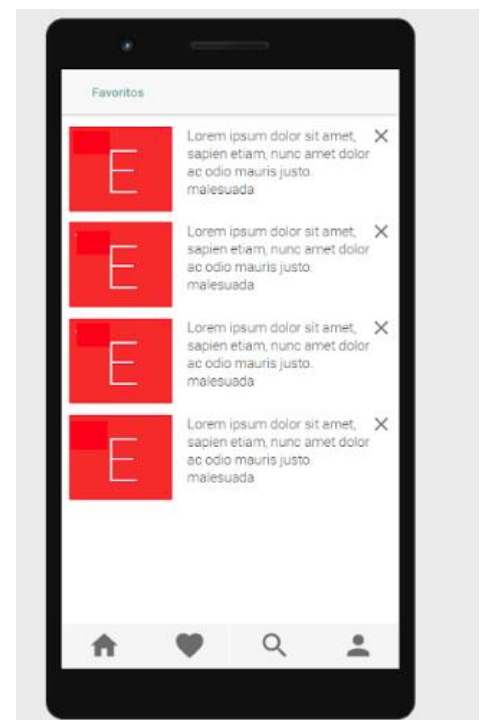 Favoritos
E
Lorem ipsum dolor sit amet,
sapien etiam, nunc amet dolor
ac odio mauris justo.
malesuada
E
Lorem ipsum dolor sit amet,
sapien etiam, nunc amet dolor
ac odio mauris justo.
malesuada
E
Lorem ipsum dolor sit amet,
sapien etiam, nunc amet dolor
ac odio mauris justo.
malesuada
E
Lorem ipsum dolor sit amet,
sapien etiam, nunc amet dolor
ac odio mauris justo.
malesuada